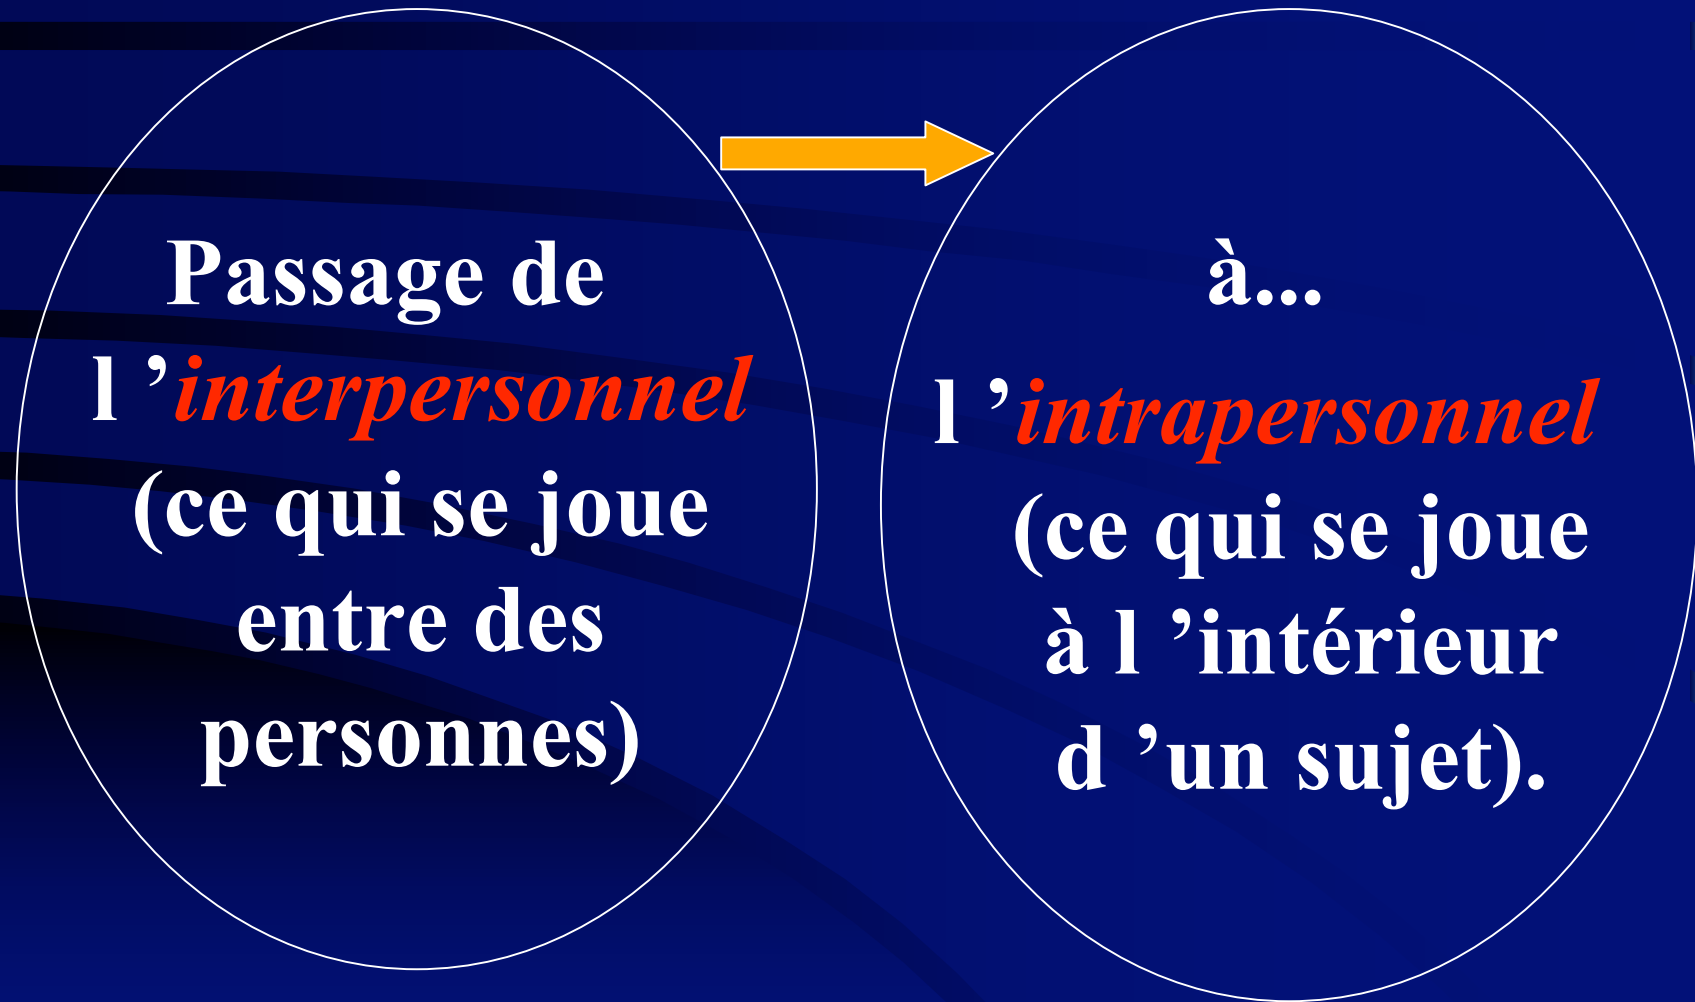 Passage de
l ’interpersonnel
(ce qui se joue
entre des
personnes)
à...
l ’intrapersonnel
(ce qui se joue
à l ’intérieur
d ’un sujet).